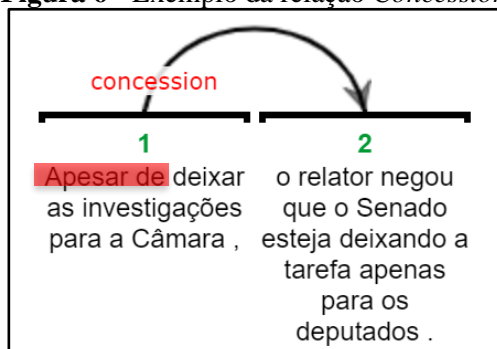 Figura 6 - Exemplo da relação Concession
concession
1
Apesar de deixar
as investigações
para a Câmara ,
2
o relator negou
que o Senado
esteja deixando a
tarefa apenas
para os
deputados .